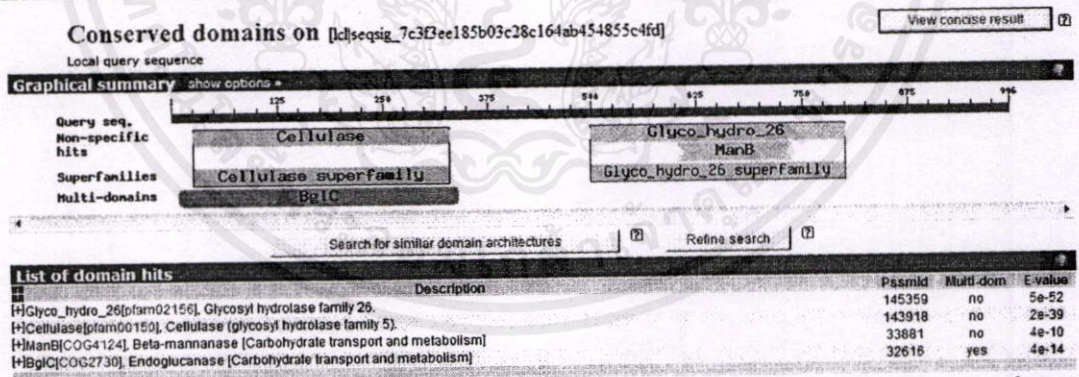 View concise result [?]
Conserved domains on [lcl|seqsig_7c3f3ee185b03c28c164ab454855c4fd]
Local query sequence
Graphical summary show options » ?
1 125 250 375 500 625 750 875 996
Query seq.
Non-specific hits Cellulase Glyco_hydro_26
ManB
Superfamilies Cellulase superfamily Glyco_hydro_26 superfamily
Multi-domains BglC
Search for similar domain architectures [?] Refine search [?]
List of domain hits ?
Description PssmId Multi-dom E-value
[+]Glyco_hydro_26[pfam02156], Glycosyl hydrolase family 26. 145359 no 5e-52
[+]Cellulase[pfam00150], Cellulase (glycosyl hydrolase family 5). 143918 no 2e-39
[+]ManB[COG4124], Beta-mannanase [Carbohydrate transport and metabolism] 33881 no 4e-10
[+]BglC[COG2730], Endoglucanase [Carbohydrate transport and metabolism] 32616 yes 4e-14